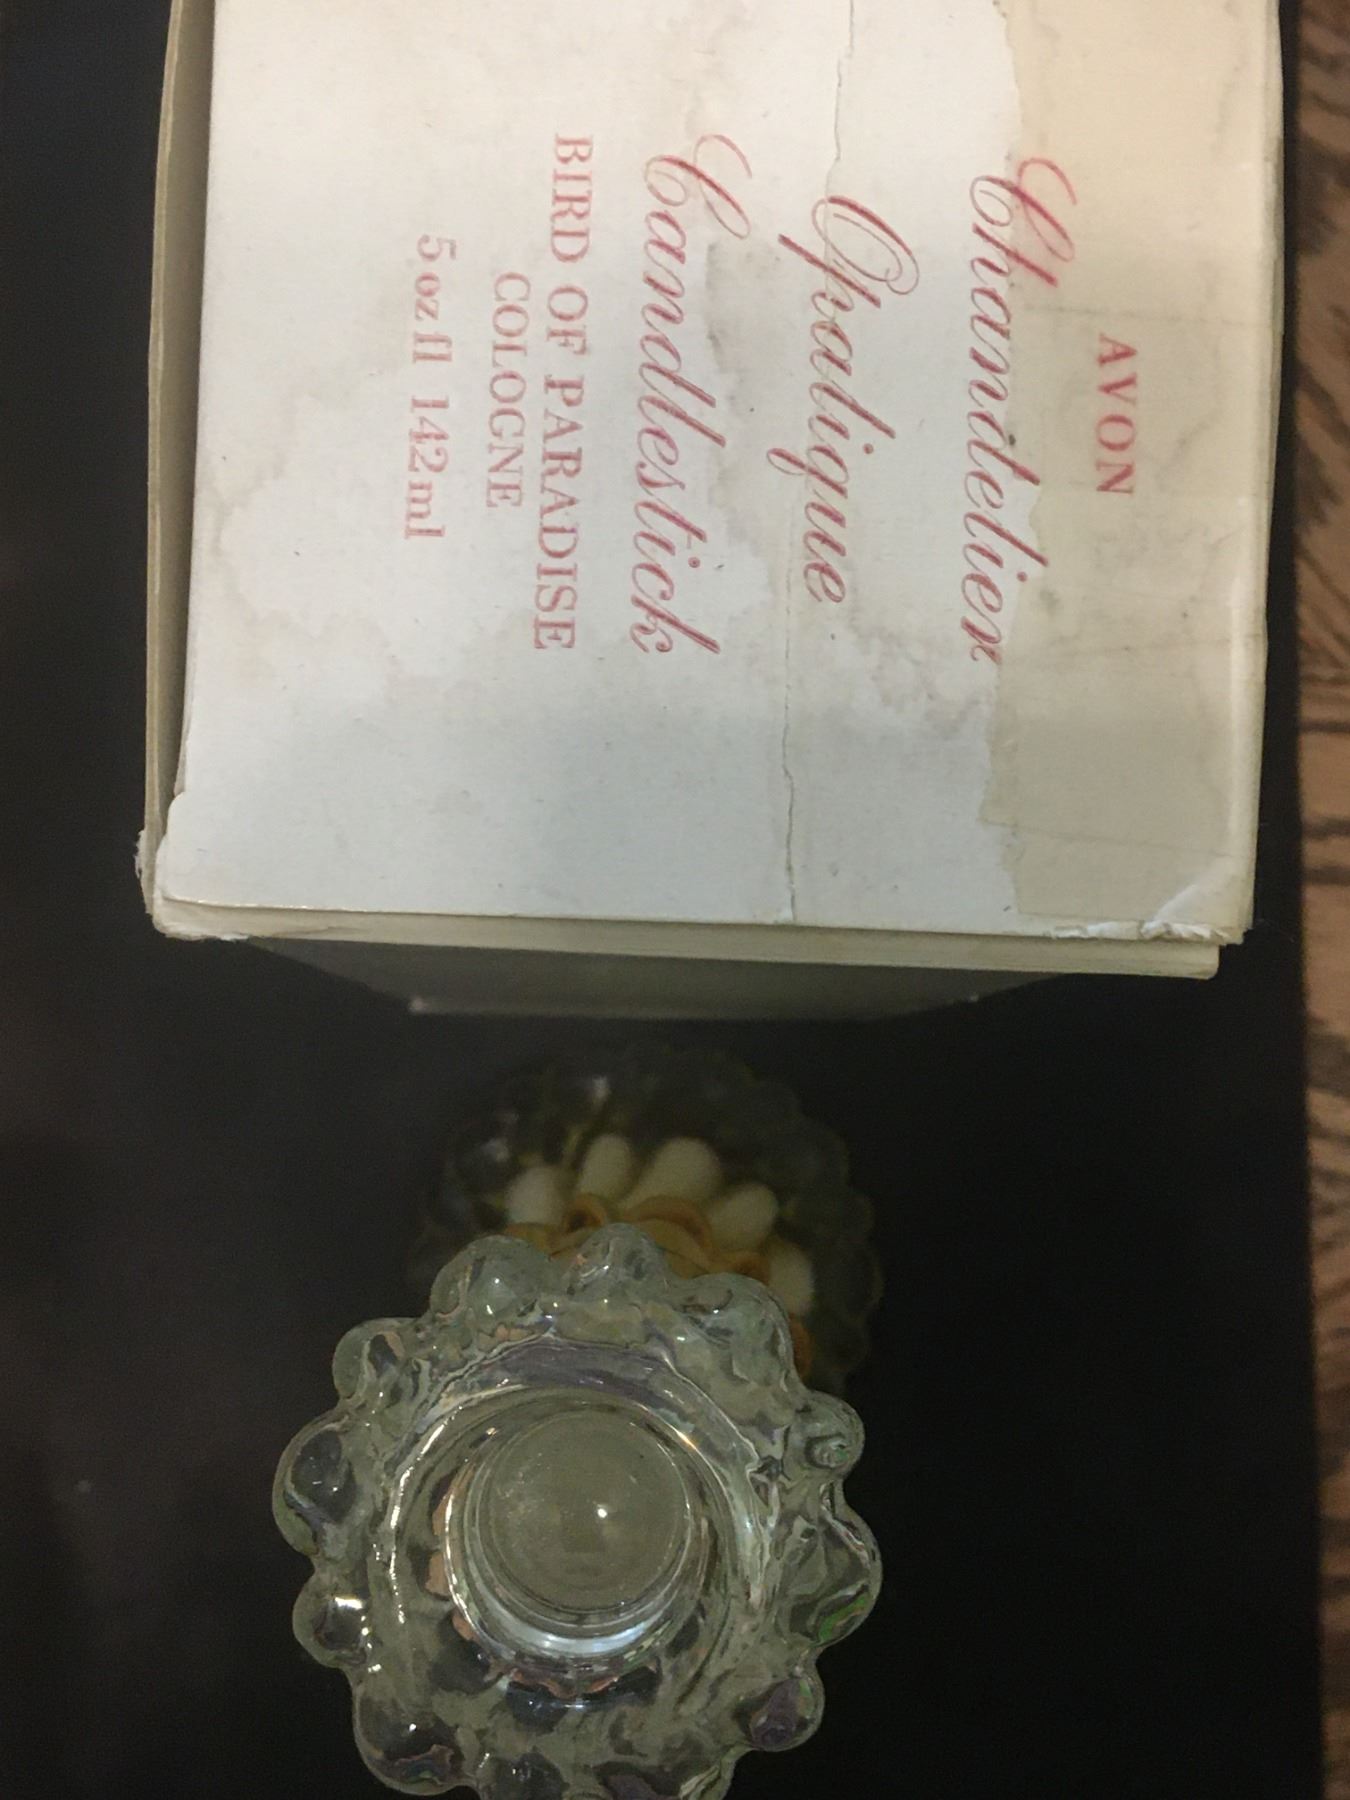 AVON
Chandelier
Opalique
Candlestick
BIRD OF PARADISE
COLOGNE
5 oz fl 142 ml